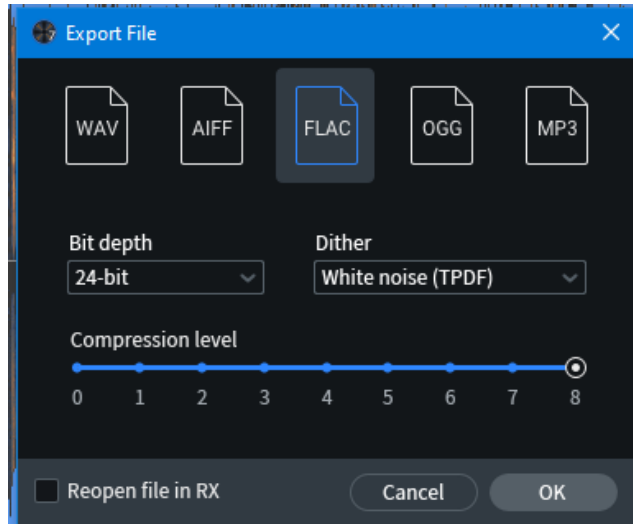 Export File
WAV AIFF FLAC OGG MP3
Bit depth Dither
24-bit White noise (TPDF)
Compression level
0 1 2 3 4 5 6 7 8
Reopen file in RX Cancel OK